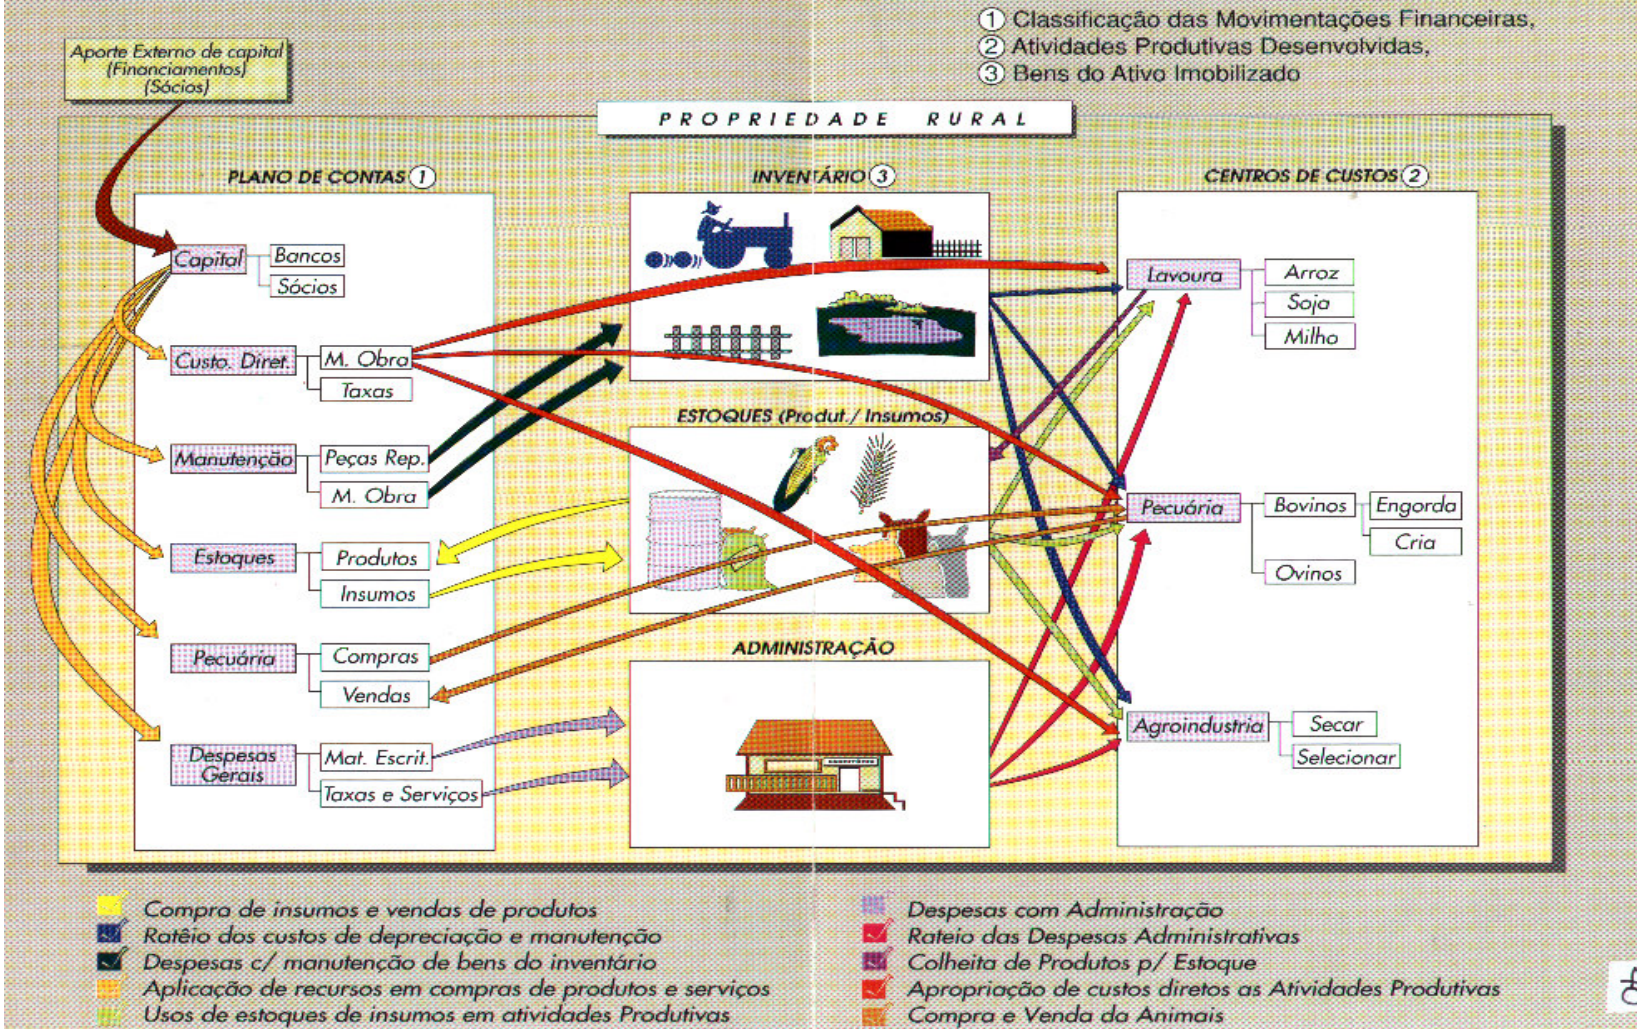 ① Classificação das Movimentações Financeiras,
② Atividades Produtivas Desenvolvidas,
③ Bens do Ativo Imobilizado
Aporte Externo de capital
(Financiamentos)
(Sócios)
PROPRIEDADE RURAL
PLANO DE CONTAS ①
Capital
Bancos
Sócios
Custo. Diret.
M. Obra
Taxas
Manutenção
Peças Rep.
M. Obra
Estoques
Produtos
Insumos
Pecuária
Compras
Vendas
Despesas
Gerais
Mat. Escrit.
Taxas e Serviços
INVENTÁRIO ③
ESTOQUES (Produt./ Insumos)
ADMINISTRAÇÃO
CENTROS DE CUSTOS ②
Lavoura
Arroz
Soja
Milho
Pecuária
Bovinos
Engorda
Cria
Ovinos
Agroindustria
Secar
Selecionar
Compra de insumos e vendas de produtos
Ratêio dos custos de depreciação e manutenção
Despesas c/ manutenção de bens do inventário
Aplicação de recursos em compras de produtos e serviços
Usos de estoques de insumos em atividades Produtivas
Despesas com Administração
Rateio das Despesas Administrativas
Colheita de Produtos p/ Estoque
Apropriação de custos diretos as Atividades Produtivas
Compra e Venda da Animais